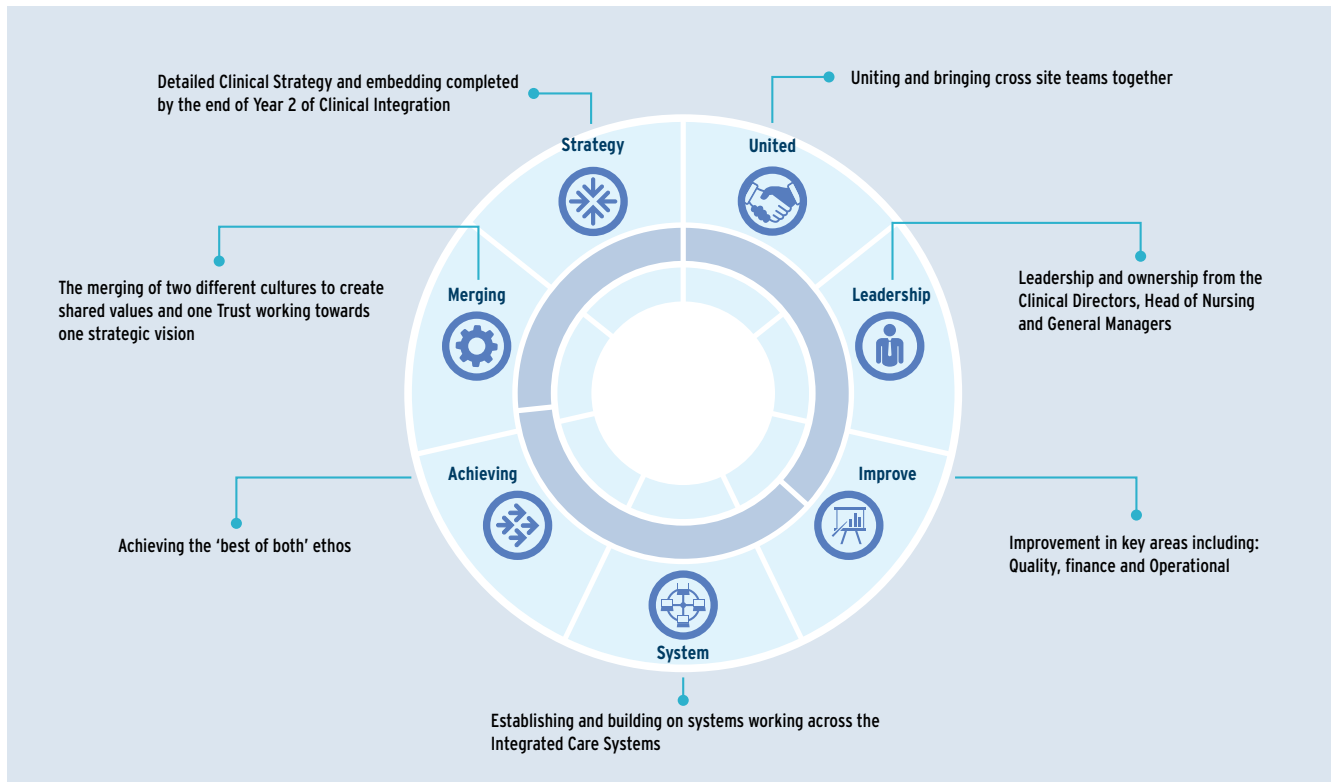 Detailed Clinical Strategy and embedding completed
by the end of Year 2 of Clinical Integration
Uniting and bringing cross site teams together
Strategy
United
The merging of two different cultures to create
shared values and one Trust working towards
one strategic vision
Merging
Leadership
Leadership and ownership from the
Clinical Directors, Head of Nursing
and General Managers
Achieving
Improve
Achieving the ‘best of both’ ethos
Improvement in key areas including:
Quality, finance and Operational
System
Establishing and building on systems working across the
Integrated Care Systems